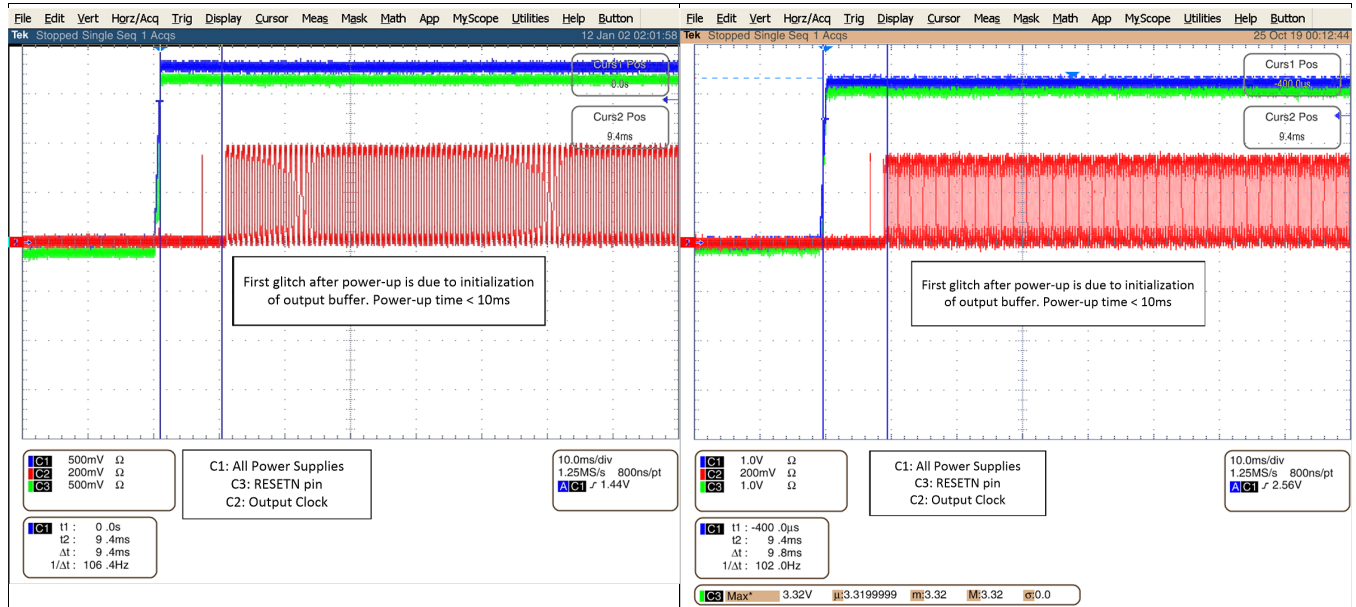 File Edit Vert Horz/Acq Trig Display Cursor Meas Mask Math App MyScope Utilities Help Button
Tek Stopped Single Seq 1 Acqs 12 Jan 02 02:01:58
Curs1 Pos
0.0s
Curs2 Pos
9.4ms
First glitch after power-up is due to initialization
of output buffer. Power-up time < 10ms
C1 500mV Ω
C2 200mV Ω
C3 500mV Ω
C1: All Power Supplies
C3: RESETN pin
C2: Output Clock
10.0ms/div
1.25MS/s 800ns/pt
A C1 1.44V
C1 t1: 0.0s
t2: 9.4ms
Δt: 9.4ms
1/Δt: 106.4Hz
File Edit Vert Horz/Acq Trig Display Cursor Meas Mask Math App MyScope Utilities Help Button
Tek Stopped Single Seq 1 Acqs 25 Oct 19 00:12:44
Curs1 Pos
-400.0µs
Curs2 Pos
9.4ms
First glitch after power-up is due to initialization
of output buffer. Power-up time < 10ms
C1 1.0V Ω
C2 200mV Ω
C3 1.0V Ω
C1: All Power Supplies
C3: RESETN pin
C2: Output Clock
10.0ms/div
1.25MS/s 800ns/pt
A C1 2.56V
C1 t1: -400.0µs
t2: 9.4ms
Δt: 9.8ms
1/Δt: 102.0Hz
C3 Max* 3.32V µ:3.3199999 m:3.32 M:3.32 σ:0.0